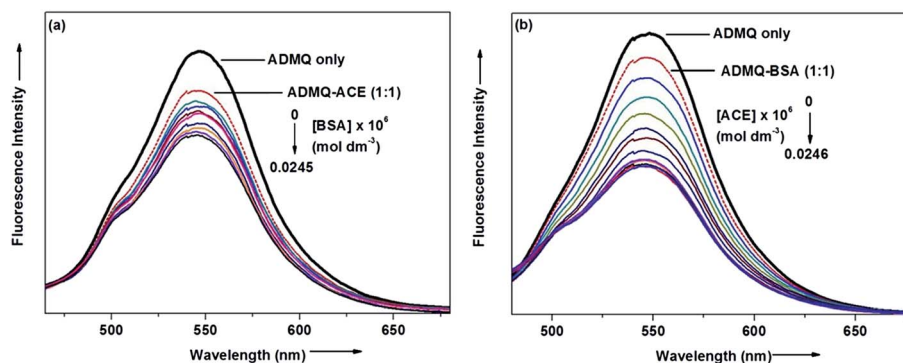 (a)
ADMQ only
ADMQ-ACE (1:1)
0
[BSA] x 10⁶
(mol dm⁻³)
0.0245
Fluorescence Intensity
500 550 600 650
Wavelength (nm)
(b)
ADMQ only
ADMQ-BSA (1:1)
0
[ACE] x 10⁶
(mol dm⁻³)
0.0246
Fluorescence Intensity
500 550 600 650
Wavelength (nm)